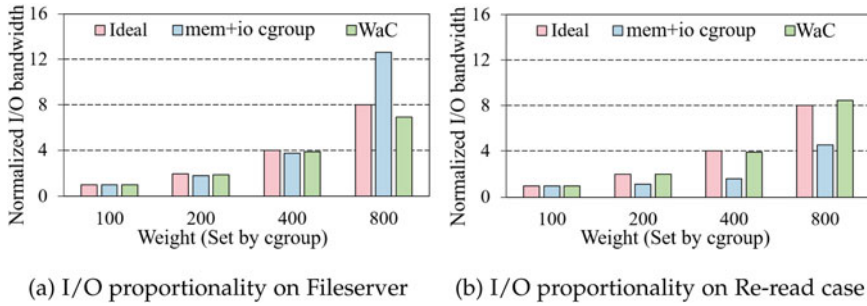 16
12
8
4
0
Normalized I/O bandwidth
Ideal mem+io cgroup WaC
100 200 400 800
Weight (Set by cgroup)
(a) I/O proportionality on Fileserver
16
12
8
4
0
Normalized I/O bandwidth
Ideal mem+io cgroup WaC
100 200 400 800
Weight (Set by cgroup)
(b) I/O proportionality on Re-read case